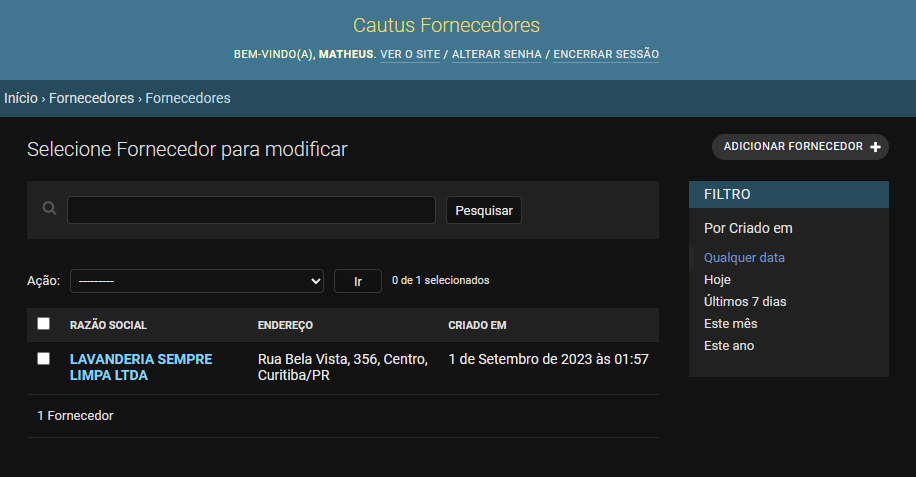 Cautus Fornecedores
BEM-VINDO(A), MATHEUS. VER O SITE / ALTERAR SENHA / ENCERRAR SESSÃO
Início › Fornecedores › Fornecedores
Selecione Fornecedor para modificar
ADICIONAR FORNECEDOR +
Pesquisar
Ação: --------- Ir 0 de 1 selecionados
RAZÃO SOCIAL ENDEREÇO CRIADO EM
LAVANDERIA SEMPRE LIMPA LTDA
Rua Bela Vista, 356, Centro, Curitiba/PR
1 de Setembro de 2023 às 01:57
1 Fornecedor
FILTRO
Por Criado em
Qualquer data
Hoje
Últimos 7 dias
Este mês
Este ano